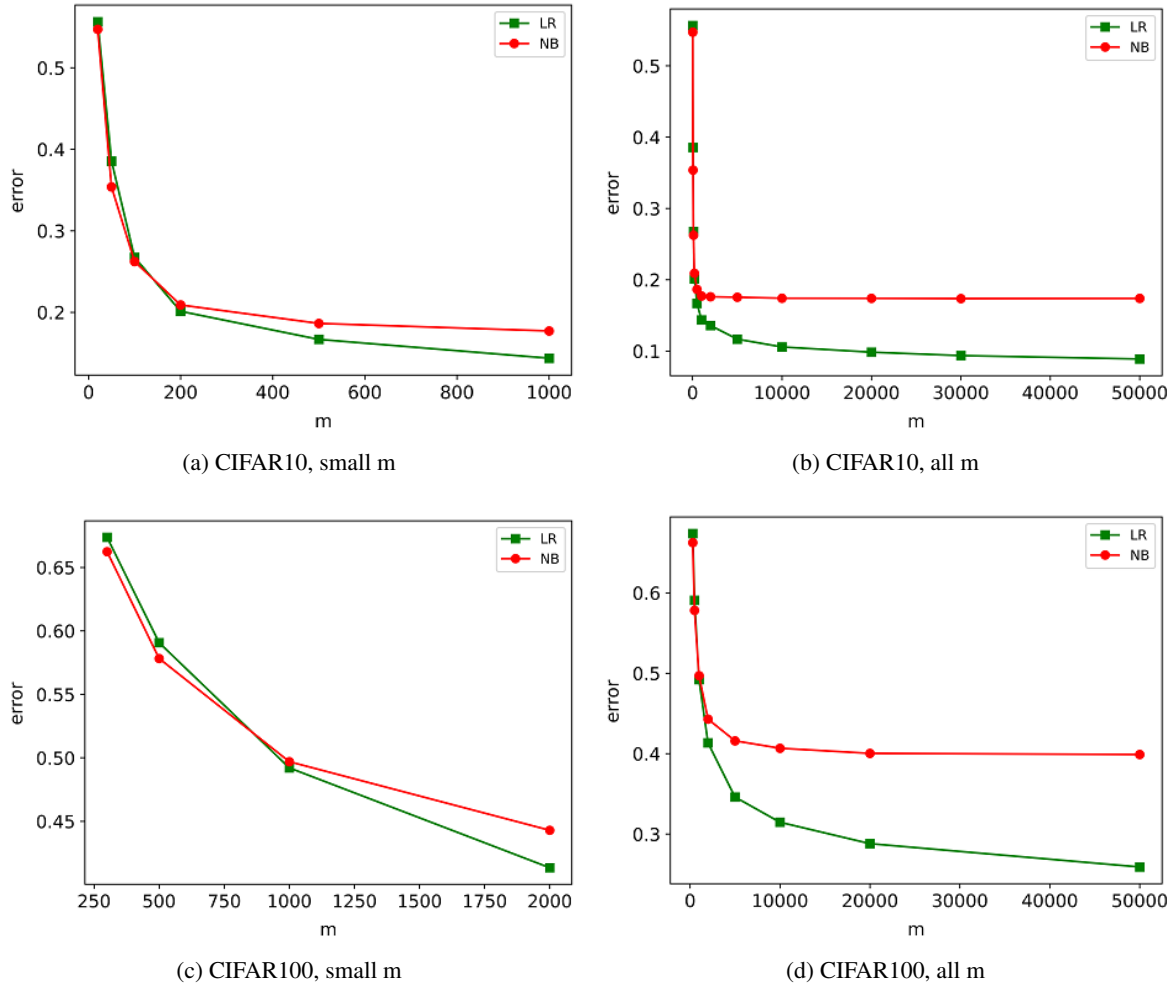 LR
NB
0.5
0.4
0.3
0.2
error
0 200 400 600 800 1000
m
(a) CIFAR10, small m
LR
NB
0.5
0.4
0.3
0.2
0.1
error
0 10000 20000 30000 40000 50000
m
(b) CIFAR10, all m
LR
NB
0.65
0.60
0.55
0.50
0.45
error
250 500 750 1000 1250 1500 1750 2000
m
(c) CIFAR100, small m
LR
NB
0.6
0.5
0.4
0.3
error
0 10000 20000 30000 40000 50000
m
(d) CIFAR100, all m